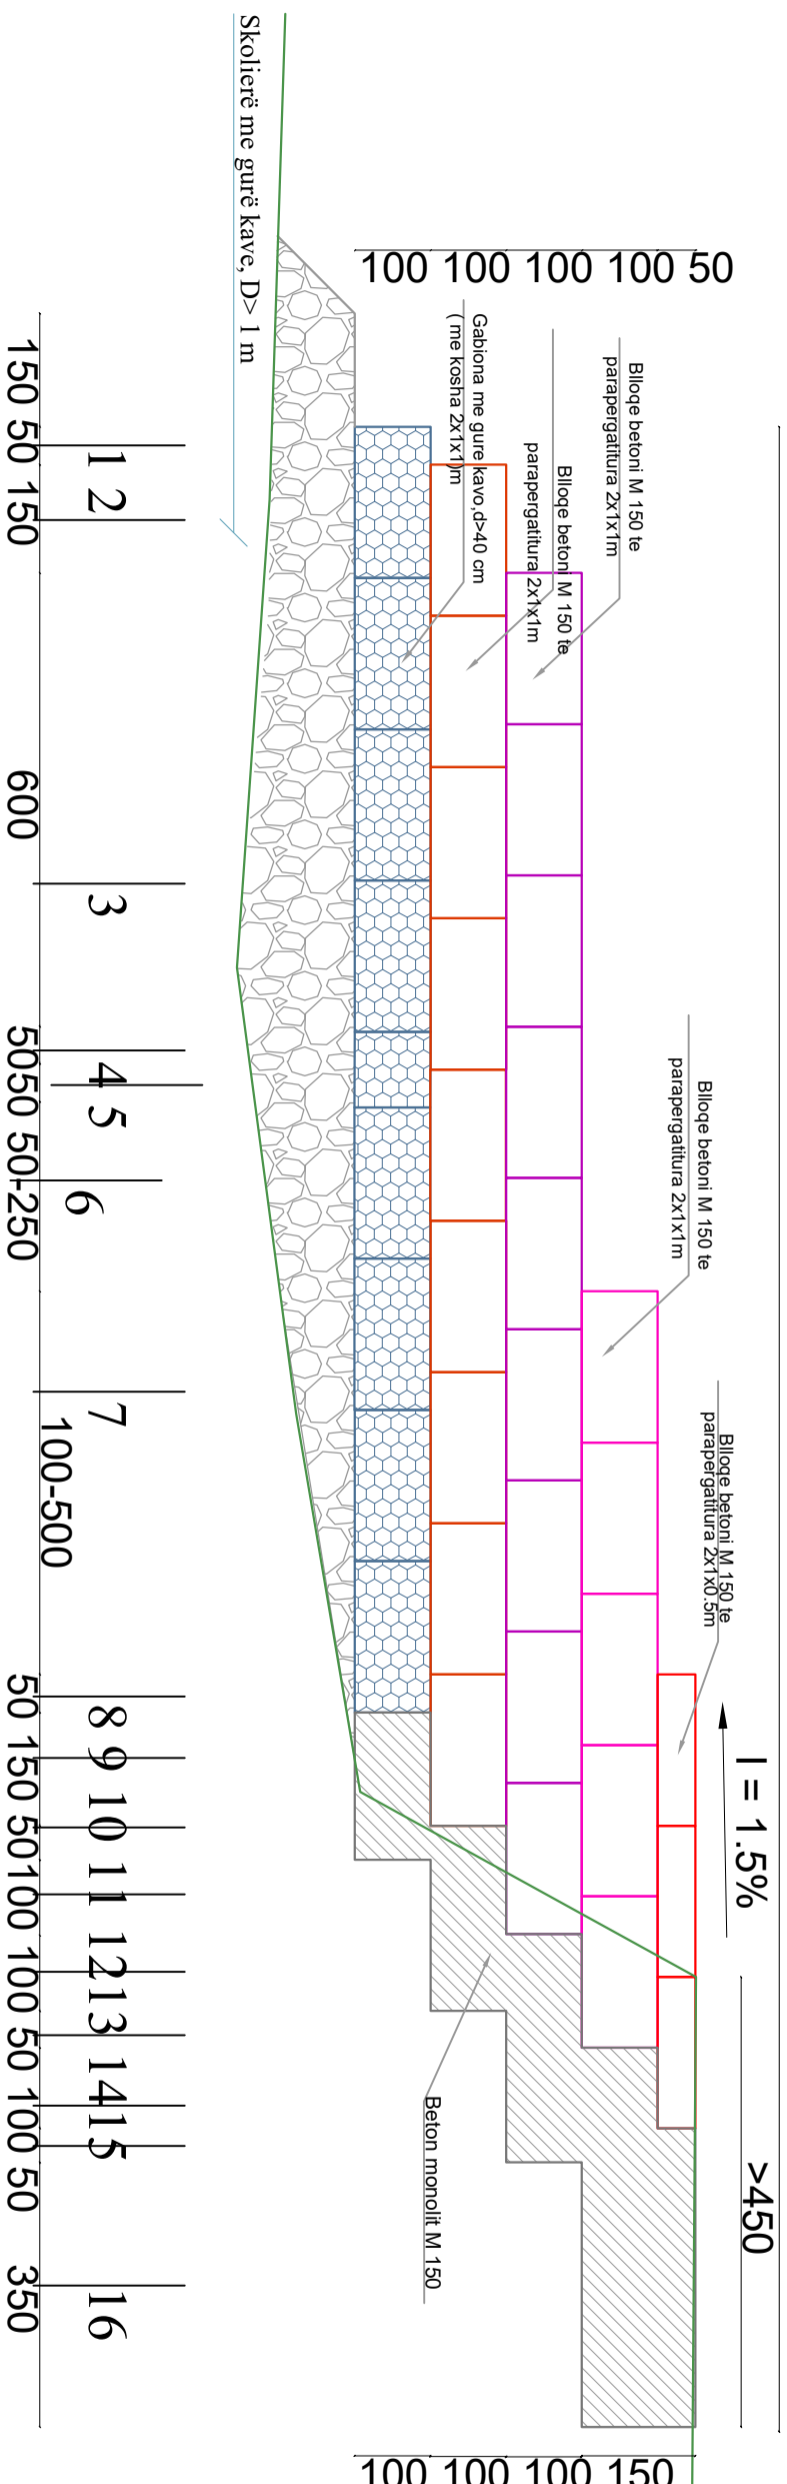 I = 1.5%
>450
Blloqe betoni M 150 te
parapergatitura 2x1x1m
Blloqe betoni M 150 te
parapergatitura 2x1x1m
Gabiona me gure kavo,d>40 cm
( me kosha 2x1x1)m
Blloqe betoni M 150 te
parapergatitura 2x1x1m
Blloqe betoni M 150 te
parapergatitura 2x1x0.5m
50
100
100
100
100
150
100
100
100
Beton monolit M 150
Skolierë me gurë kave, D> 1 m
1 2 3 4 5 6 7 8 9 10 11 12 13 14 15 16
150 50 150 600 50 50 50-250 100-500 50 150 50 100 100 50 100 50 350